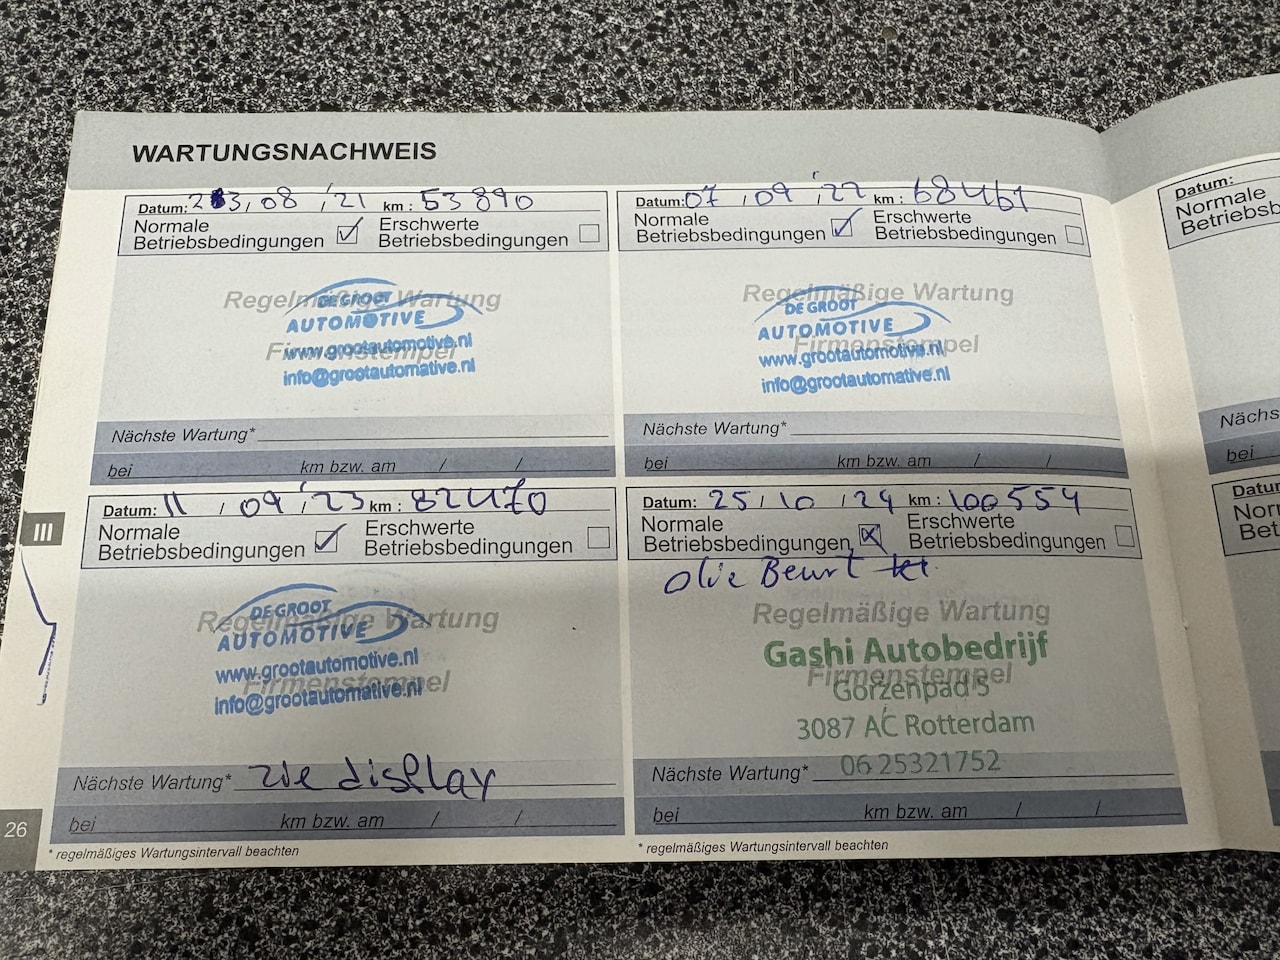 WARTUNGSNACHWEIS
Datum: 23/08/'21 km: 53890
Normale Betriebsbedingungen ☑ Erschwerte Betriebsbedingungen ☐
Regelmäßige Wartung
DE GROOT
AUTOMOTIVE
Firmenstempel
www.grootautomotive.nl
info@grootautomative.nl
Nächste Wartung*
bei km bzw. am / /
Datum: 07/09/'22 km: 68461
Normale Betriebsbedingungen ☑ Erschwerte Betriebsbedingungen ☐
Regelmäßige Wartung
DE GROOT
AUTOMOTIVE
Firmenstempel
www.grootautomotive.nl
info@grootautomative.nl
Nächste Wartung*
bei km bzw. am / /
Datum: 11/09/'23 km: 82470
Normale Betriebsbedingungen ☑ Erschwerte Betriebsbedingungen ☐
Regelmäßige Wartung
DE GROOT
AUTOMOTIVE
Firmenstempel
www.grootautomotive.nl
info@grootautomotive.nl
Nächste Wartung* zie display
bei km bzw. am / /
* regelmäßiges Wartungsintervall beachten
Datum: 25/10/24 km: 100554
Normale Betriebsbedingungen ☒ Erschwerte Betriebsbedingungen ☐
Olie Beurt
Regelmäßige Wartung
Gashi Autobedrijf
Firmenstempel
Gorzenpad 5
3087 AC Rotterdam
06 25321752
Nächste Wartung*
bei km bzw. am / /
* regelmäßiges Wartungsintervall beachten
III
26
Datum:
Normale
Betriebsb
Nächs
bei
Datu